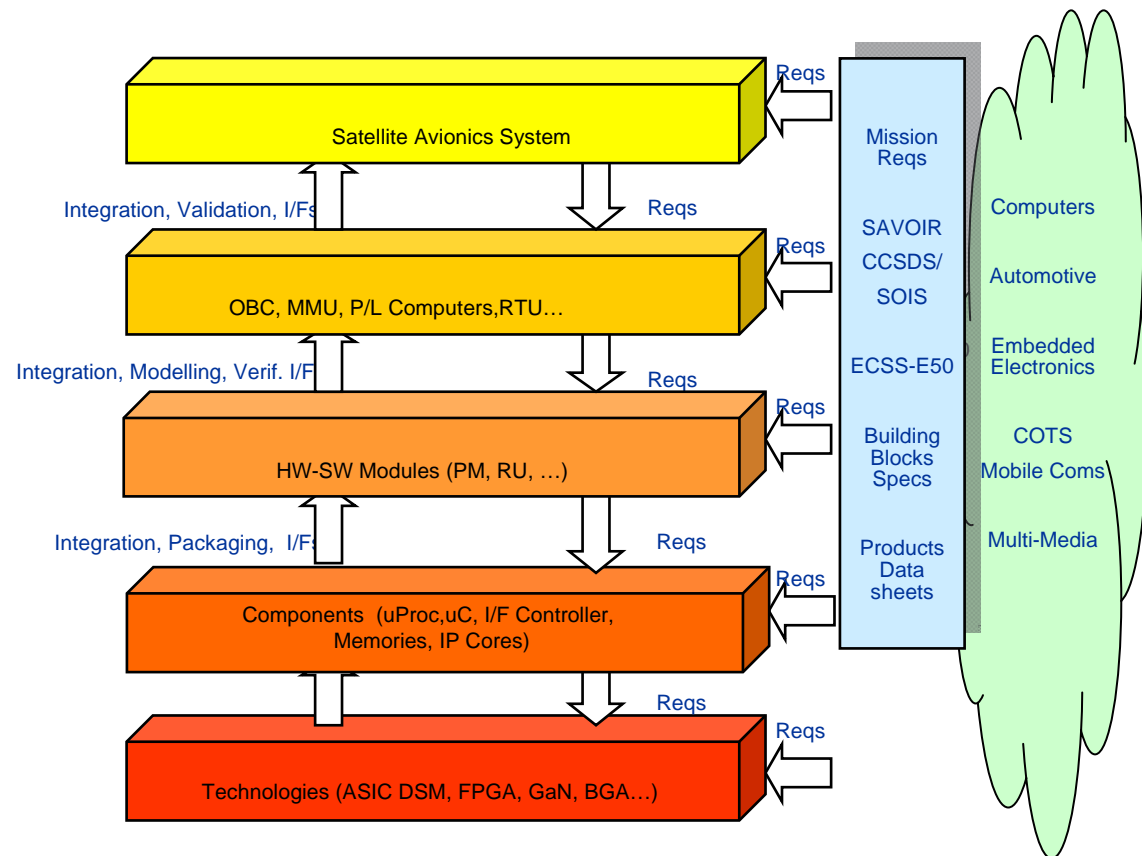 Reqs
Satellite Avionics System
Integration, Validation, I/Fs
Reqs
Reqs
OBC, MMU, P/L Computers,RTU…
Integration, Modelling, Verif. I/F
Reqs
Reqs
HW-SW Modules (PM, RU, …)
Integration, Packaging,  I/Fs
Reqs
Reqs
Components  (uProc,uC, I/F Controller,
Memories, IP Cores)
Reqs
Reqs
Technologies (ASIC DSM, FPGA, GaN, BGA…)
Mission
Reqs
SAVOIR
CCSDS/
SOIS
ECSS-E50
Building
Blocks
Specs
Products
Data
sheets
Computers
Automotive
Embedded
Electronics
COTS
Mobile Coms
Multi-Media